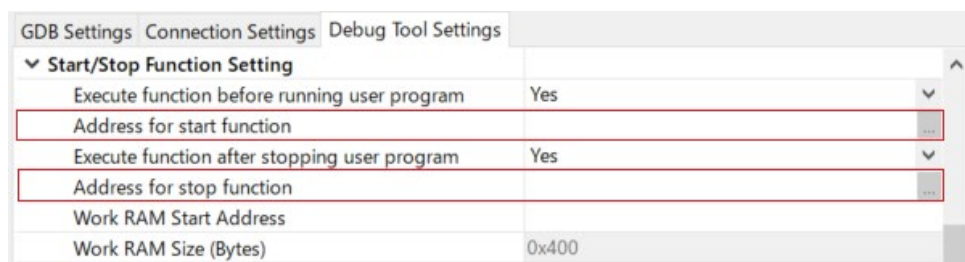 GDB Settings Connection Settings Debug Tool Settings
Start/Stop Function Setting
Execute function before running user program Yes
Address for start function ...
Execute function after stopping user program Yes
Address for stop function ...
Work RAM Start Address
Work RAM Size (Bytes) 0x400